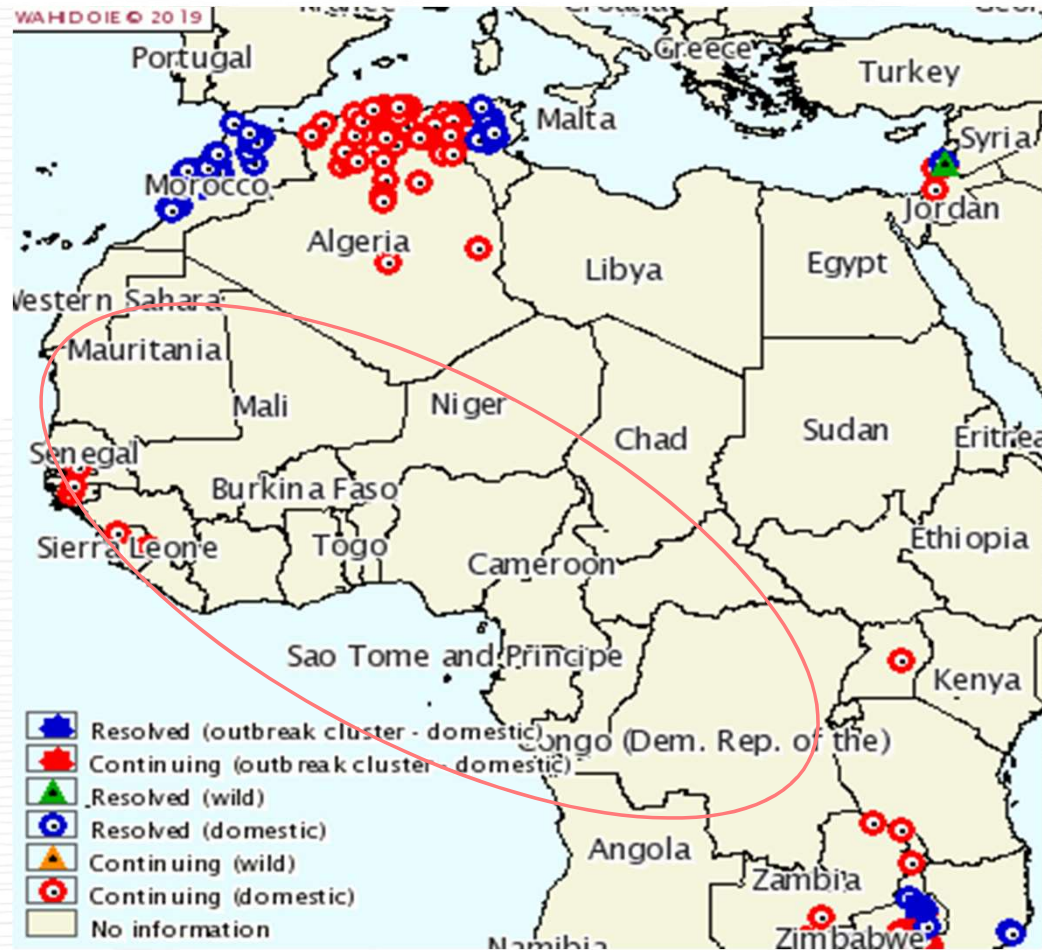 WAHIDOIE © 2019
Portugal
Greece
Turkey
Malta
Syria
Morocco
Jordan
Algeria
Libya
Egypt
Western Sahara
Mauritania
Mali
Niger
Chad
Sudan
Eritrea
Senegal
Burkina Faso
Sierra Leone
Togo
Cameroon
Ethiopia
Sao Tome and Principe
Kenya
Congo (Dem. Rep. of the)
Angola
Zambia
Zimbabwe
Namibia
Resolved (outbreak cluster - domestic)
Continuing (outbreak cluster - domestic)
Resolved (wild)
Resolved (domestic)
Continuing (wild)
Continuing (domestic)
No information